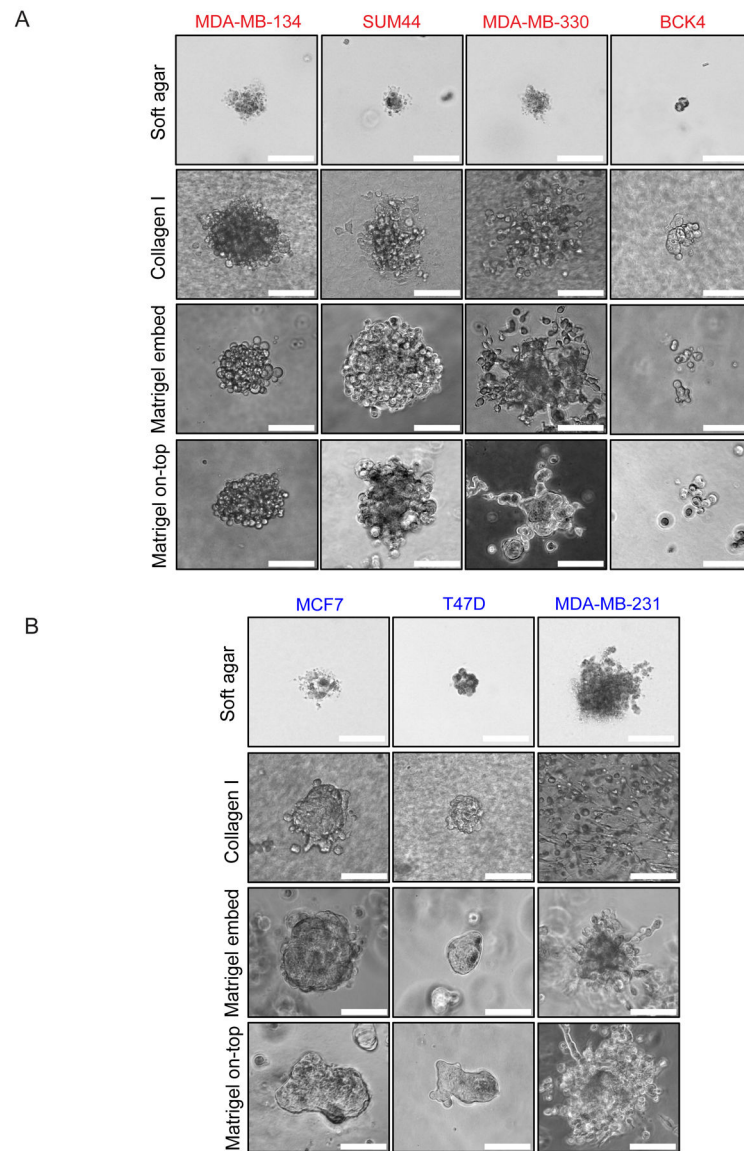 A
MDA-MB-134 SUM44 MDA-MB-330 BCK4
Soft agar
Collagen I
Matrigel embed
Matrigel on-top
B
MCF7 T47D MDA-MB-231
Soft agar
Collagen I
Matrigel embed
Matrigel on-top